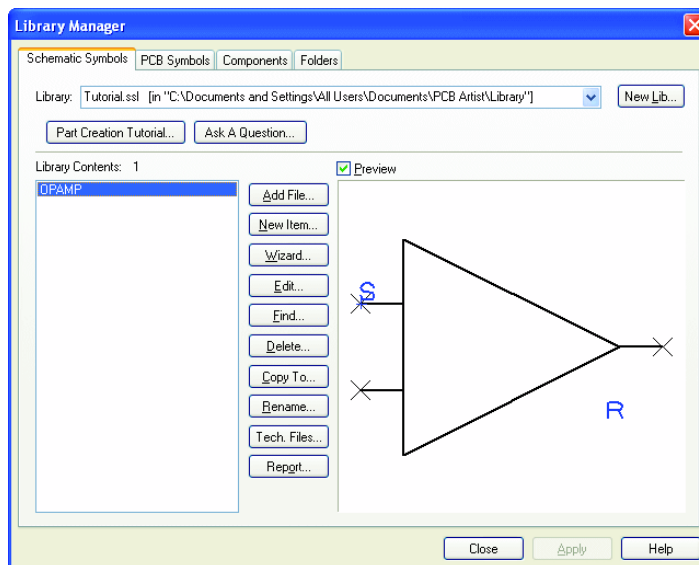 Library Manager
Schematic Symbols PCB Symbols Components Folders
Library: Tutorial.ssl [in "C:\Documents and Settings\All Users\Documents\PCB Artist\Library"] New Lib...
Part Creation Tutorial... Ask A Question...
Library Contents: 1 Preview
OPAMP
Add File...
New Item...
Wizard...
Edit...
Find...
Delete...
Copy To...
Rename...
Tech. Files...
Report...
S
R
Close Apply Help